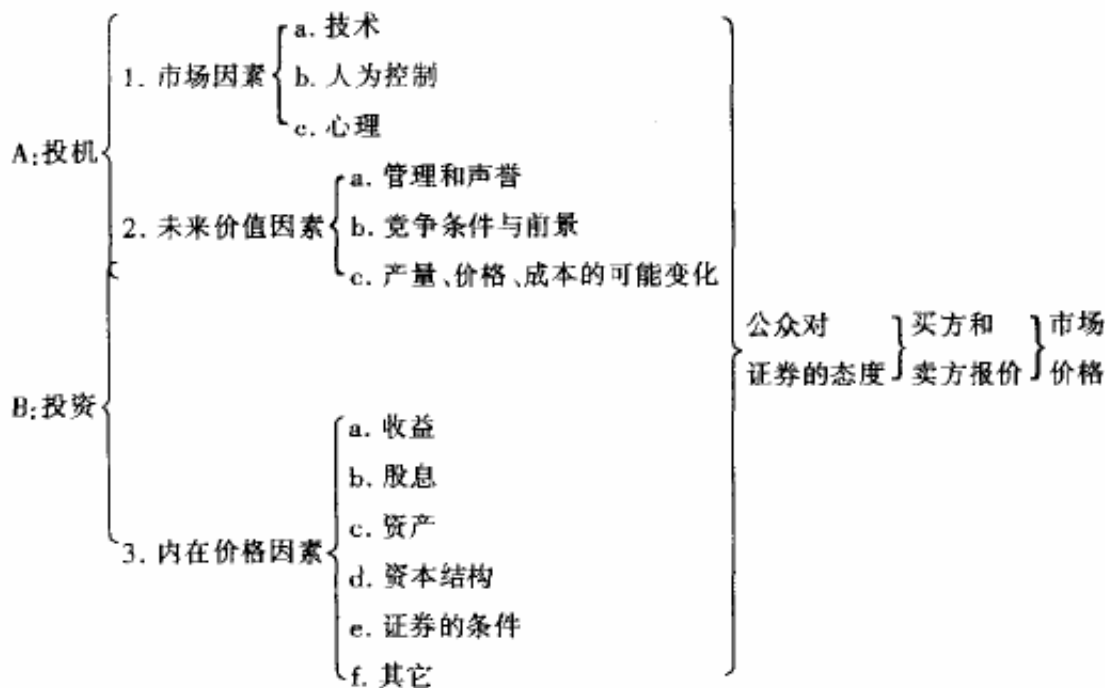 a. 技术
1. 市场因素
b. 人为控制
c. 心理
A:投机
a. 管理和声誉
2. 未来价值因素
b. 竞争条件与前景
c. 产量、价格、成本的可能变化
公众对 买方和 市场
证券的态度 卖方报价 价格
B:投资
a. 收益
b. 股息
c. 资产
3. 内在价格因素
d. 资本结构
e. 证券的条件
f. 其它